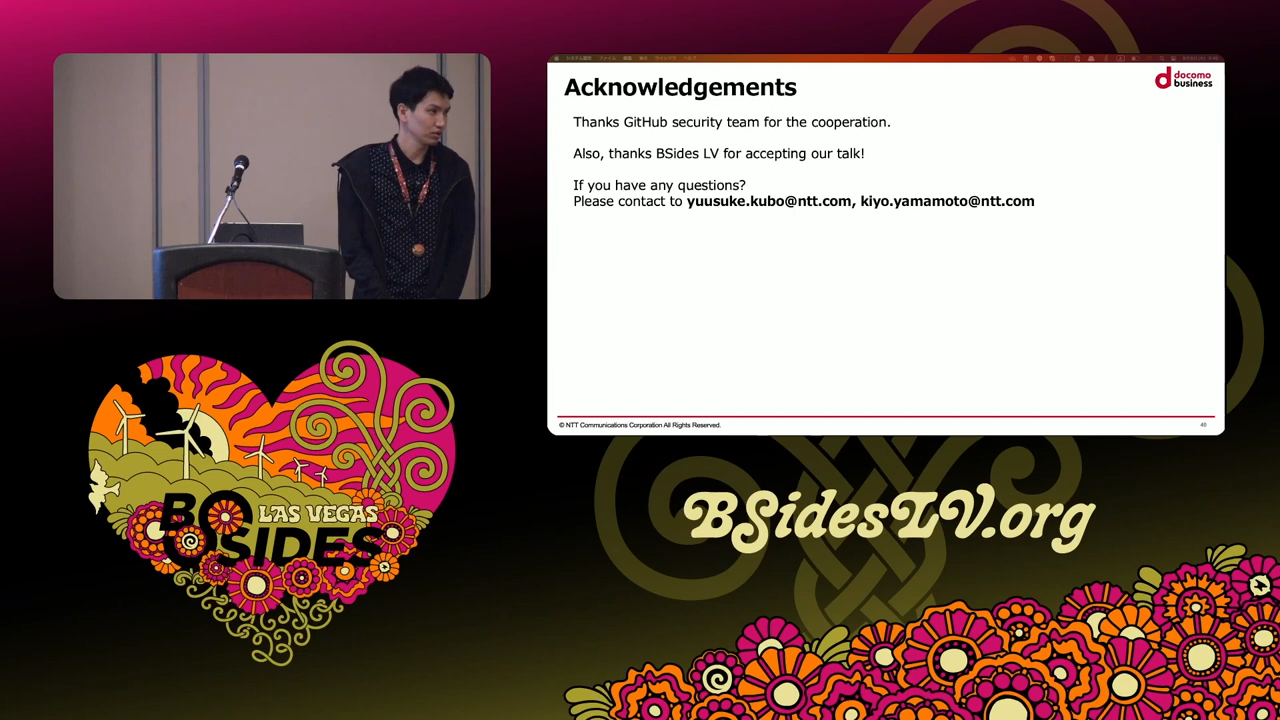 Acknowledgements
docomo
business
Thanks GitHub security team for the cooperation.
Also, thanks BSides LV for accepting our talk!
If you have any questions?
Please contact to yuusuke.kubo@ntt.com, kiyo.yamamoto@ntt.com
© NTT Communications Corporation All Rights Reserved.
40
LAS VEGAS
BSIDES
BSidesLV.org